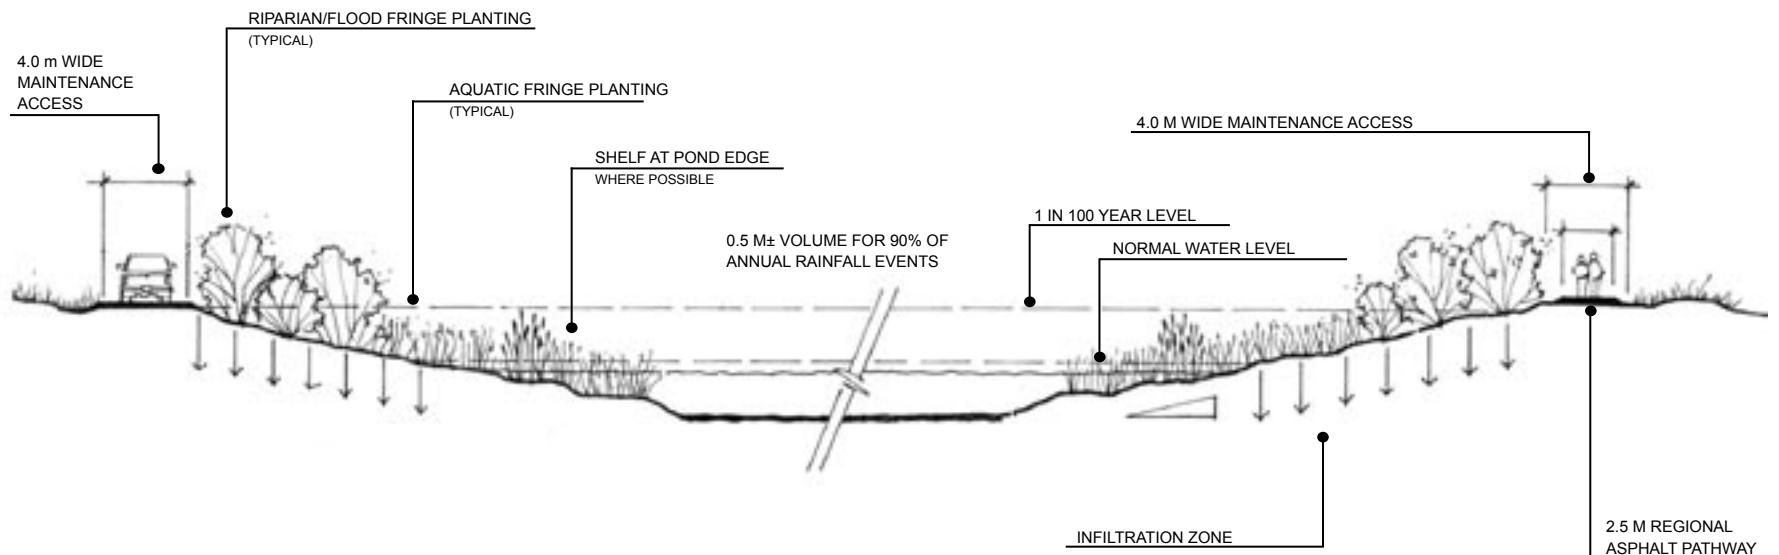 RIPARIAN/FLOOD FRINGE PLANTING
(TYPICAL)
4.0 m WIDE
MAINTENANCE
ACCESS
AQUATIC FRINGE PLANTING
(TYPICAL)
4.0 M WIDE MAINTENANCE ACCESS
SHELF AT POND EDGE
WHERE POSSIBLE
1 IN 100 YEAR LEVEL
0.5 M± VOLUME FOR 90% OF
ANNUAL RAINFALL EVENTS
NORMAL WATER LEVEL
INFILTRATION ZONE
2.5 M REGIONAL
ASPHALT PATHWAY